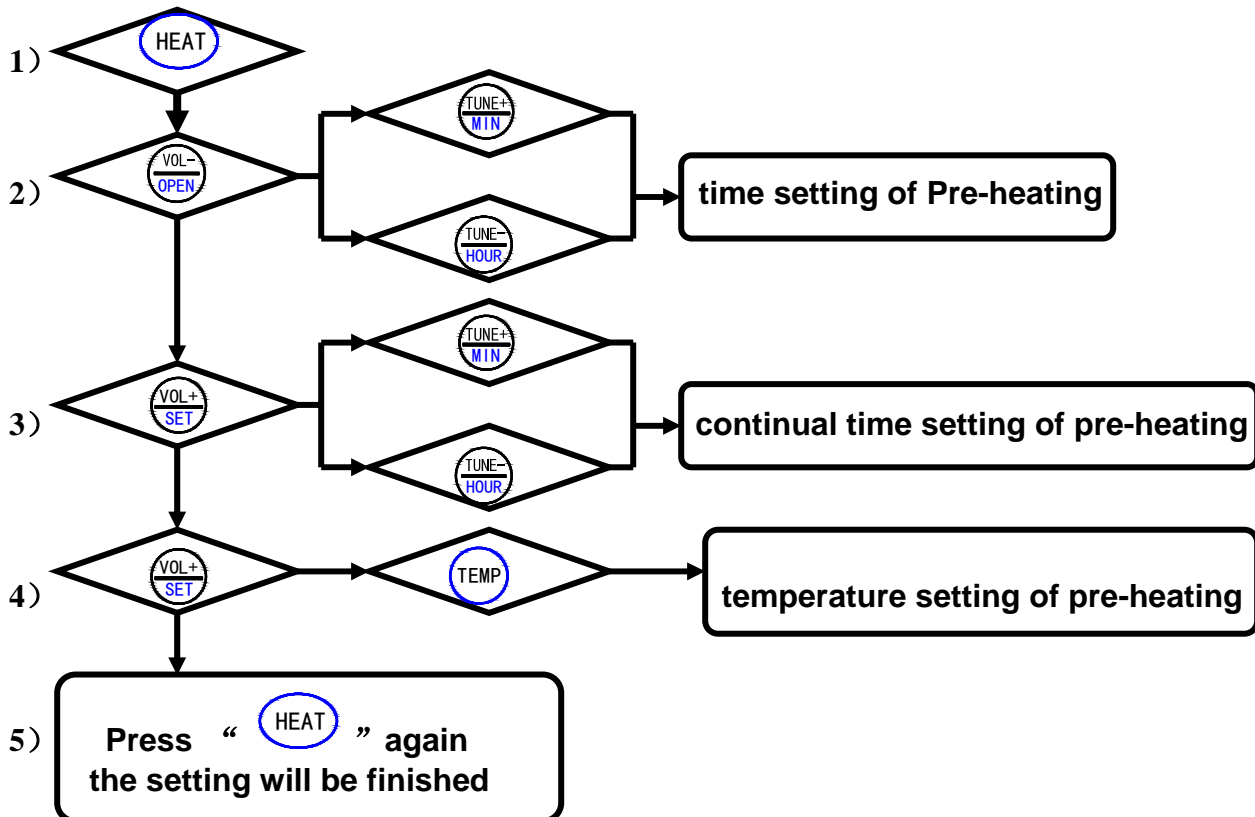 1）
HEAT
2）
VOL-
OPEN
TUNE+
MIN
TUNE-
HOUR
time setting of Pre-heating
3）
VOL+
SET
TUNE+
MIN
TUNE-
HOUR
continual time setting of pre-heating
4）
VOL+
SET
TEMP
temperature setting of pre-heating
5）
Press “ HEAT ” again
the setting will be finished